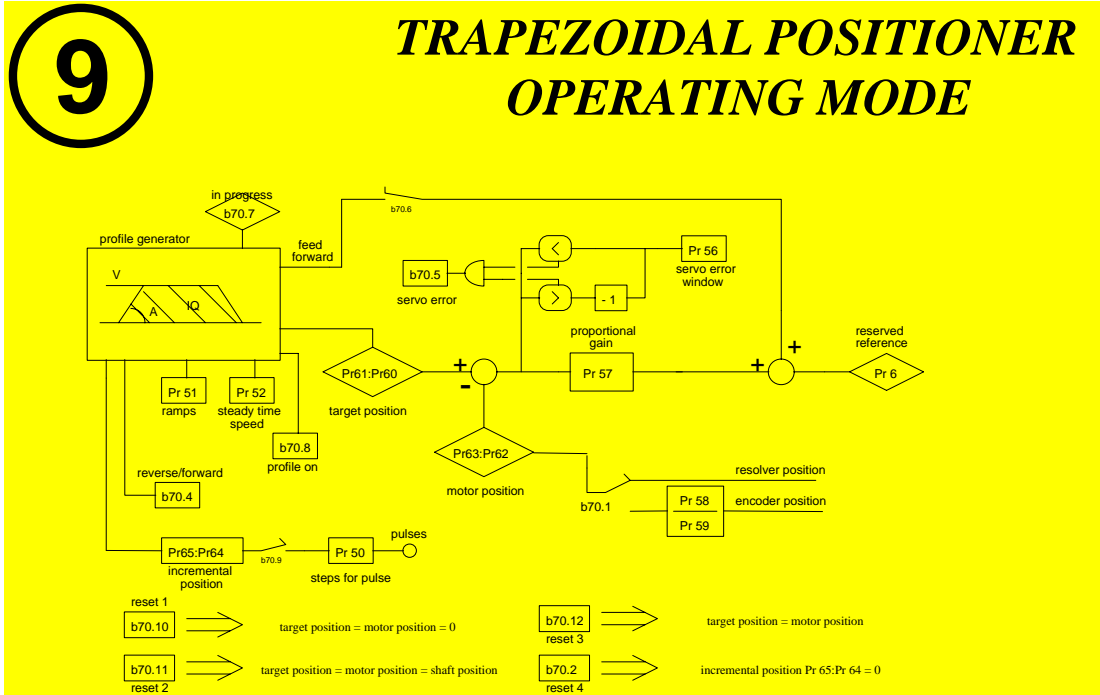 9
TRAPEZOIDAL POSITIONER
OPERATING MODE
in progress
b70.7
b70.6
profile generator
feed
forward
V
A
IQ
b70.5
servo error
<
>
- 1
Pr 56
servo error
window
proportional
gain
Pr 57
+
+
reserved
reference
Pr 6
Pr61:Pr60
target position
+
-
Pr 51
ramps
Pr 52
steady time
speed
b70.8
profile on
Pr63:Pr62
motor position
reverse/forward
b70.4
b70.1
resolver position
Pr 58
Pr 59
encoder position
Pr65:Pr64
incremental
position
b70.9
Pr 50
steps for pulse
pulses
reset 1
b70.10
target position = motor position = 0
b70.12
reset 3
target position = motor position
b70.11
reset 2
target position = motor position = shaft position
b70.2
reset 4
incremental position Pr 65:Pr 64 = 0